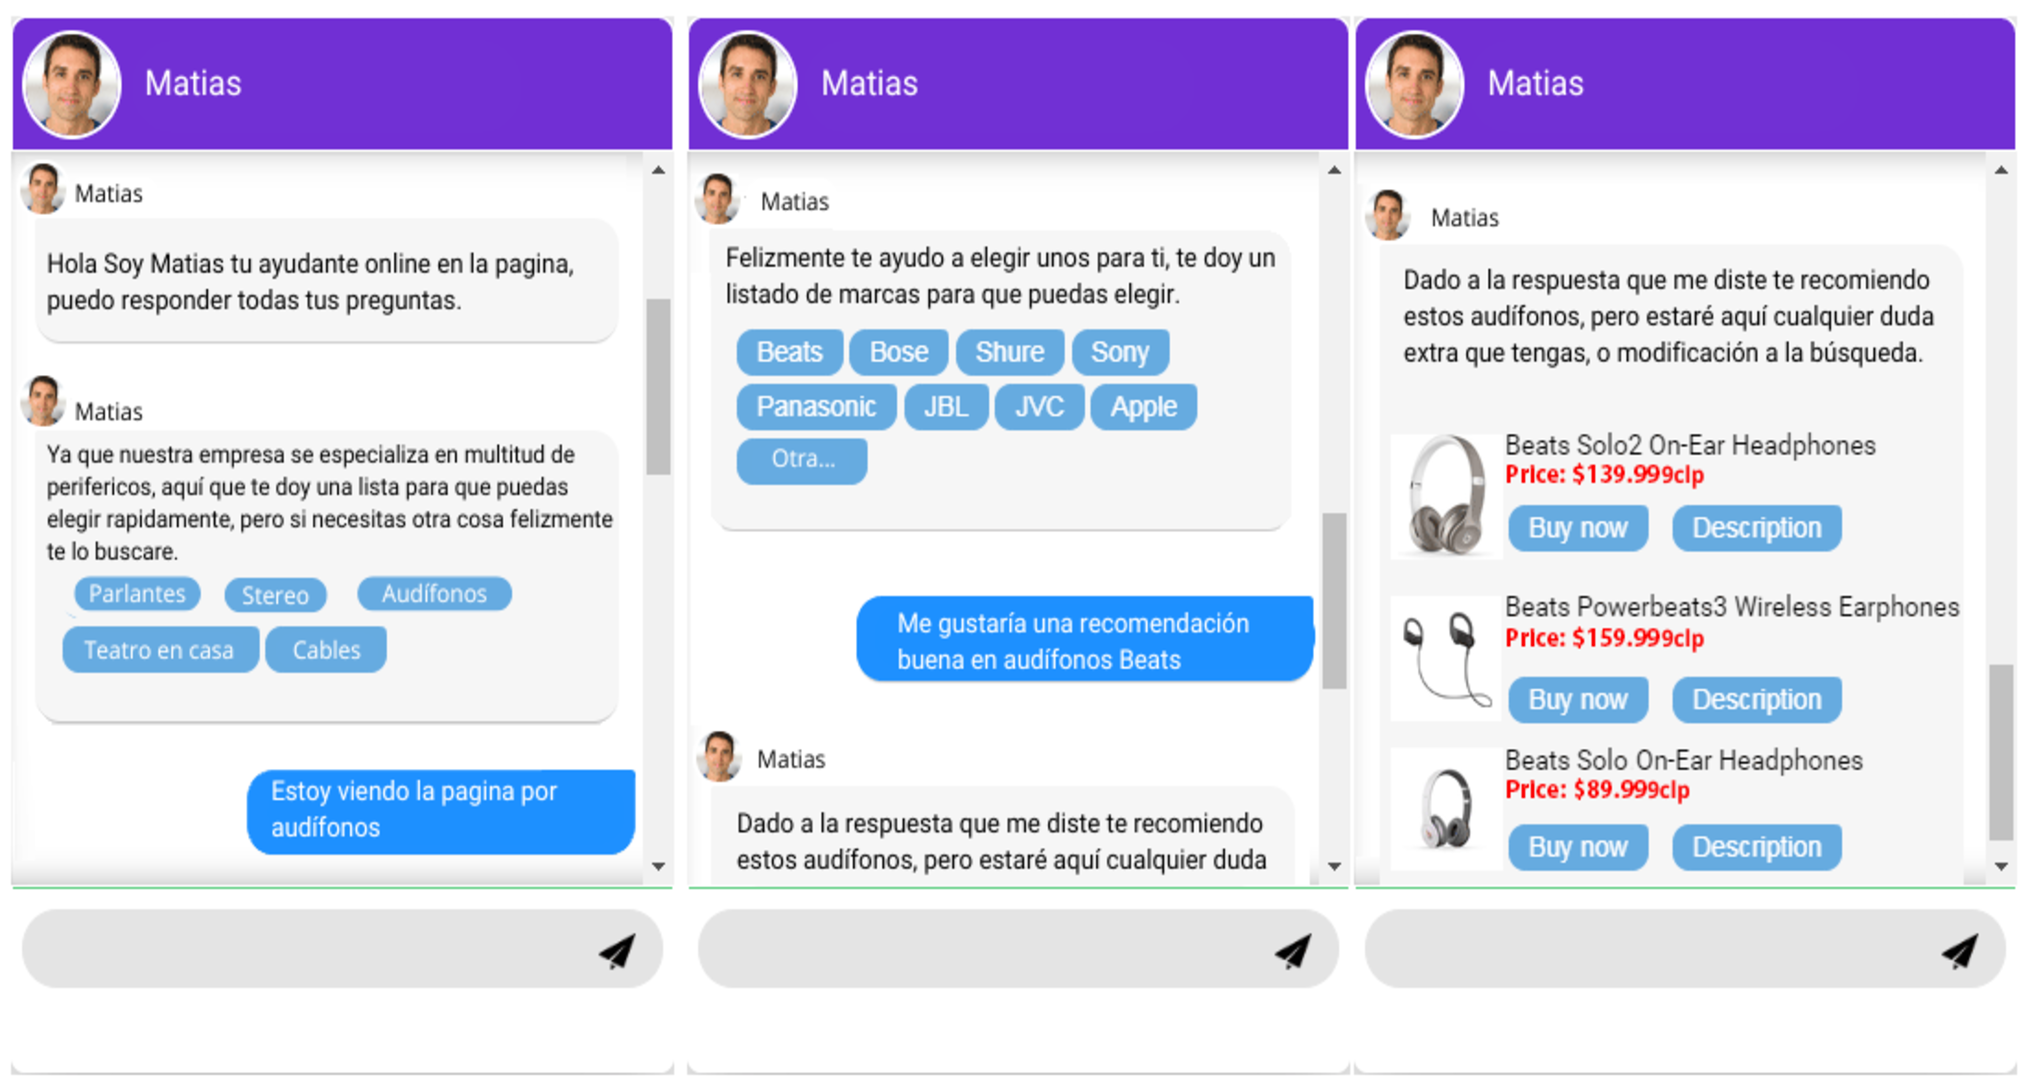 Matias
Matias
Hola Soy Matias tu ayudante online en la pagina,
puedo responder todas tus preguntas.
Matias
Ya que nuestra empresa se especializa en multitud de
perifericos, aquí que te doy una lista para que puedas
elegir rapidamente, pero si necesitas otra cosa felizmente
te lo buscare.
Parlantes Stereo Audífonos
Teatro en casa Cables
Estoy viendo la pagina por
audífonos
Matias
Matias
Felizmente te ayudo a elegir unos para ti, te doy un
listado de marcas para que puedas elegir.
Beats Bose Shure Sony
Panasonic JBL JVC Apple
Otra...
Me gustaría una recomendación
buena en audífonos Beats
Matias
Dado a la respuesta que me diste te recomiendo
estos audífonos, pero estaré aquí cualquier duda
Matias
Matias
Dado a la respuesta que me diste te recomiendo
estos audífonos, pero estaré aquí cualquier duda
extra que tengas, o modificación a la búsqueda.
Beats Solo2 On-Ear Headphones
Price: $139.999clp
Buy now Description
Beats Powerbeats3 Wireless Earphones
Price: $159.999clp
Buy now Description
Beats Solo On-Ear Headphones
Price: $89.999clp
Buy now Description